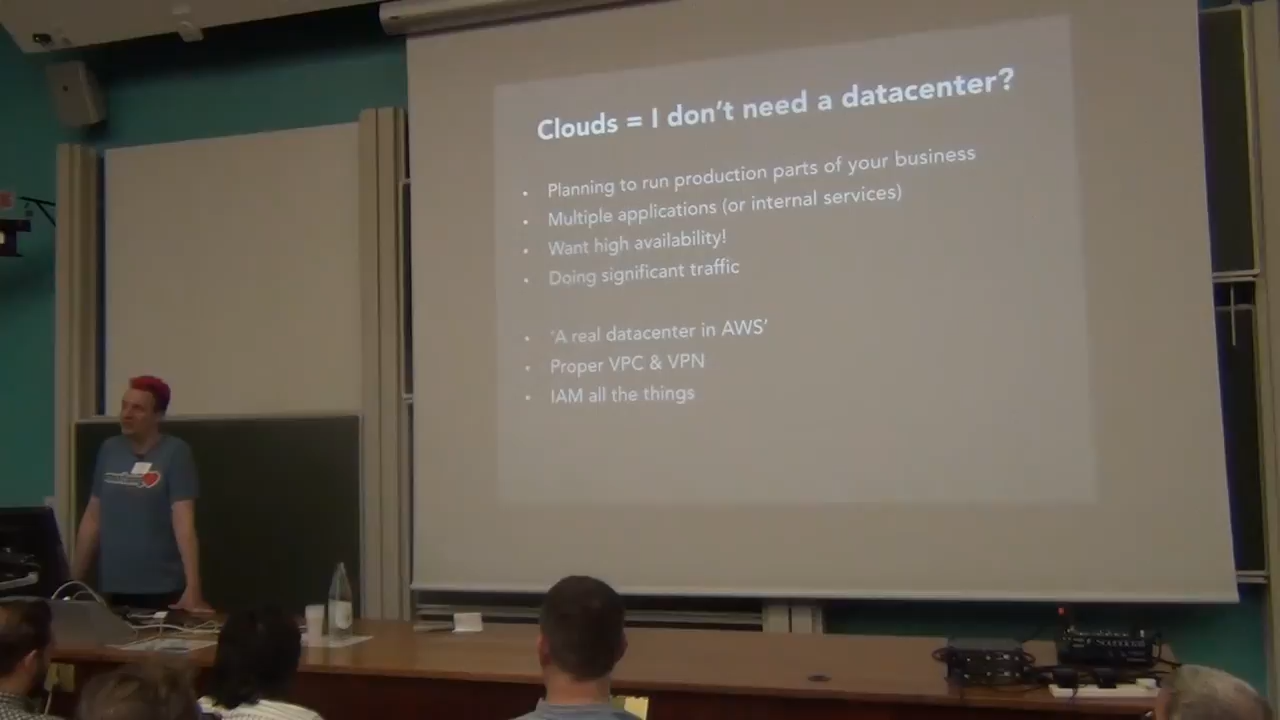 Clouds = I don't need a datacenter?
• Planning to run production parts of your business
• Multiple applications (or internal services)
• Want high availability!
• Doing significant traffic
• 'A real datacenter in AWS'
• Proper VPC & VPN
• IAM all the things